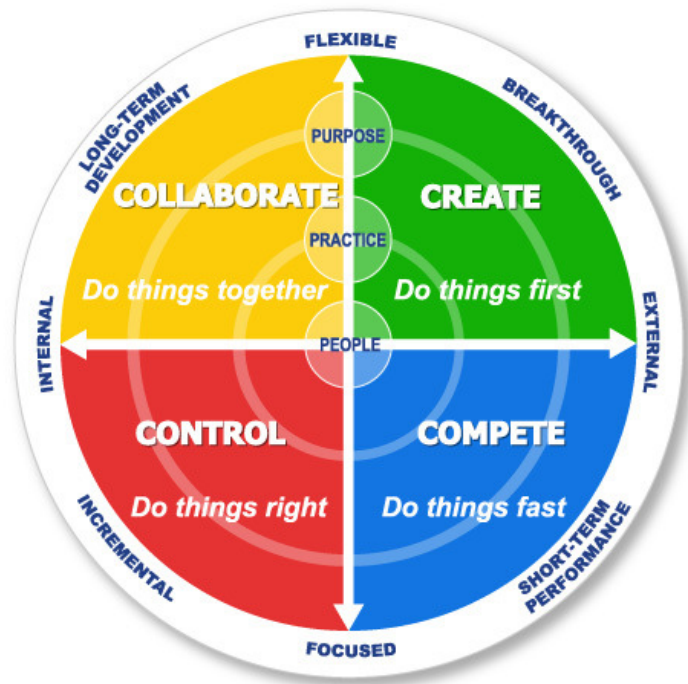 FLEXIBLE
LONG-TERM
DEVELOPMENT
BREAKTHROUGH
PURPOSE
COLLABORATE
CREATE
PRACTICE
Do things together
Do things first
INTERNAL
PEOPLE
EXTERNAL
CONTROL
COMPETE
Do things right
Do things fast
INCREMENTAL
SHORT-TERM
PERFORMANCE
FOCUSED